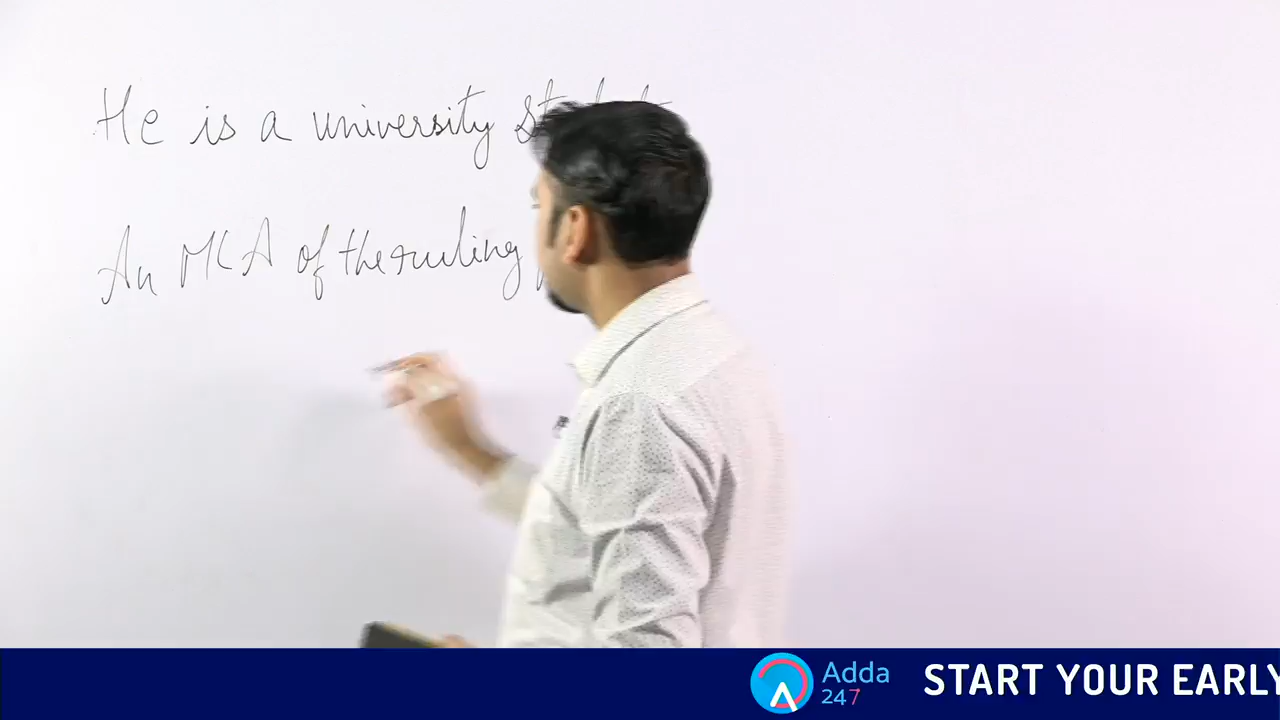 He is a university
An MLA of the ruling
Adda
247
START YOUR EARLY